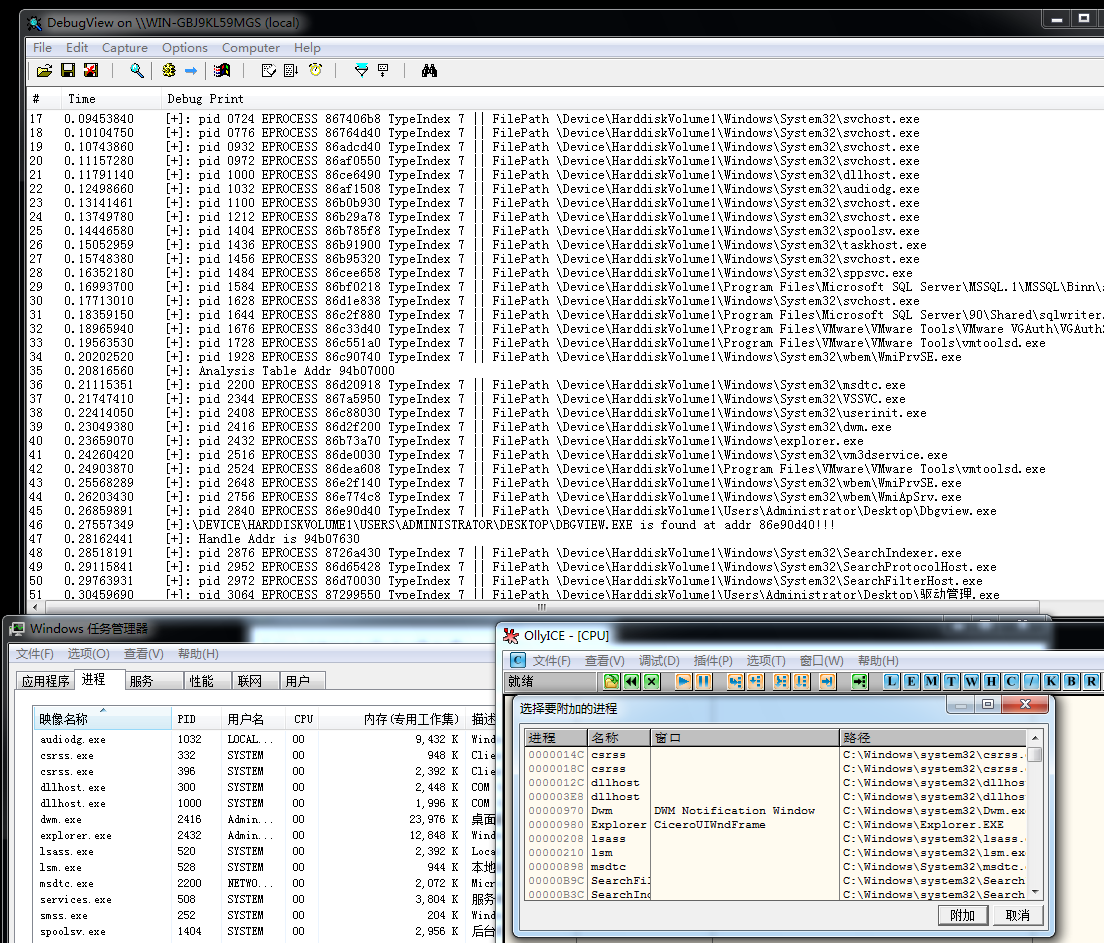 DebugView on \\WIN-GBJ9KL59MGS (local)
File Edit Capture Options Computer Help
# Time Debug Print
17 0.09453840 [+]: pid 0724 EPROCESS 867406b8 TypeIndex 7 || FilePath \Device\HarddiskVolume1\Windows\System32\svchost.exe
18 0.10104750 [+]: pid 0776 EPROCESS 86764d40 TypeIndex 7 || FilePath \Device\HarddiskVolume1\Windows\System32\svchost.exe
19 0.10743860 [+]: pid 0932 EPROCESS 86adcd40 TypeIndex 7 || FilePath \Device\HarddiskVolume1\Windows\System32\svchost.exe
20 0.11157280 [+]: pid 0972 EPROCESS 86af0550 TypeIndex 7 || FilePath \Device\HarddiskVolume1\Windows\System32\svchost.exe
21 0.11791140 [+]: pid 1000 EPROCESS 86ce6490 TypeIndex 7 || FilePath \Device\HarddiskVolume1\Windows\System32\dllhost.exe
22 0.12498660 [+]: pid 1032 EPROCESS 86af1508 TypeIndex 7 || FilePath \Device\HarddiskVolume1\Windows\System32\audiodg.exe
23 0.13141461 [+]: pid 1100 EPROCESS 86b0b930 TypeIndex 7 || FilePath \Device\HarddiskVolume1\Windows\System32\svchost.exe
24 0.13749780 [+]: pid 1212 EPROCESS 86b29a78 TypeIndex 7 || FilePath \Device\HarddiskVolume1\Windows\System32\svchost.exe
25 0.14446580 [+]: pid 1404 EPROCESS 86b785f8 TypeIndex 7 || FilePath \Device\HarddiskVolume1\Windows\System32\spoolsv.exe
26 0.15052959 [+]: pid 1436 EPROCESS 86b91900 TypeIndex 7 || FilePath \Device\HarddiskVolume1\Windows\System32\taskhost.exe
27 0.15748380 [+]: pid 1456 EPROCESS 86b95320 TypeIndex 7 || FilePath \Device\HarddiskVolume1\Windows\System32\svchost.exe
28 0.16352180 [+]: pid 1484 EPROCESS 86cee658 TypeIndex 7 || FilePath \Device\HarddiskVolume1\Windows\System32\sppsvc.exe
29 0.16993700 [+]: pid 1584 EPROCESS 86bf0218 TypeIndex 7 || FilePath \Device\HarddiskVolume1\Program Files\Microsoft SQL Server\MSSQL.1\MSSQL\Binn\
30 0.17713010 [+]: pid 1628 EPROCESS 86d1e838 TypeIndex 7 || FilePath \Device\HarddiskVolume1\Windows\System32\svchost.exe
31 0.18359150 [+]: pid 1644 EPROCESS 86c2f880 TypeIndex 7 || FilePath \Device\HarddiskVolume1\Program Files\Microsoft SQL Server\90\Shared\sqlwriter.
32 0.18965940 [+]: pid 1676 EPROCESS 86c33d40 TypeIndex 7 || FilePath \Device\HarddiskVolume1\Program Files\VMware\VMware Tools\VMware VGAuth\VGAuth
33 0.19563530 [+]: pid 1728 EPROCESS 86c551a0 TypeIndex 7 || FilePath \Device\HarddiskVolume1\Program Files\VMware\VMware Tools\vmtoolsd.exe
34 0.20202520 [+]: pid 1928 EPROCESS 86c90740 TypeIndex 7 || FilePath \Device\HarddiskVolume1\Windows\System32\wbem\WmiPrvSE.exe
35 0.20816560 [+]: Analysis Table Addr 94b07000
36 0.21115351 [+]: pid 2200 EPROCESS 86d20918 TypeIndex 7 || FilePath \Device\HarddiskVolume1\Windows\System32\msdtc.exe
37 0.21747410 [+]: pid 2344 EPROCESS 867a5950 TypeIndex 7 || FilePath \Device\HarddiskVolume1\Windows\System32\VSSVC.exe
38 0.22414050 [+]: pid 2408 EPROCESS 86c88030 TypeIndex 7 || FilePath \Device\HarddiskVolume1\Windows\System32\userinit.exe
39 0.23049380 [+]: pid 2416 EPROCESS 86d2f200 TypeIndex 7 || FilePath \Device\HarddiskVolume1\Windows\System32\dwm.exe
40 0.23659070 [+]: pid 2432 EPROCESS 86b73a70 TypeIndex 7 || FilePath \Device\HarddiskVolume1\Windows\explorer.exe
41 0.24260420 [+]: pid 2516 EPROCESS 86de0030 TypeIndex 7 || FilePath \Device\HarddiskVolume1\Windows\System32\vm3dservice.exe
42 0.24903870 [+]: pid 2524 EPROCESS 86dea608 TypeIndex 7 || FilePath \Device\HarddiskVolume1\Program Files\VMware\VMware Tools\vmtoolsd.exe
43 0.25568289 [+]: pid 2648 EPROCESS 86e2f140 TypeIndex 7 || FilePath \Device\HarddiskVolume1\Windows\System32\wbem\WmiPrvSE.exe
44 0.26203430 [+]: pid 2756 EPROCESS 86e774c8 TypeIndex 7 || FilePath \Device\HarddiskVolume1\Windows\System32\wbem\WmiApSrv.exe
45 0.26859891 [+]: pid 2840 EPROCESS 86e90d40 TypeIndex 7 || FilePath \Device\HarddiskVolume1\Users\Administrator\Desktop\Dbgview.exe
46 0.27557349 [+]:\DEVICE\HARDDISKVOLUME1\USERS\ADMINISTRATOR\DESKTOP\DBGVIEW.EXE is found at addr 86e90d40!!!
47 0.28162441 [+]: Handle Addr is 94b07630
48 0.28518191 [+]: pid 2876 EPROCESS 8726a430 TypeIndex 7 || FilePath \Device\HarddiskVolume1\Windows\System32\SearchIndexer.exe
49 0.29115841 [+]: pid 2952 EPROCESS 86d65428 TypeIndex 7 || FilePath \Device\HarddiskVolume1\Windows\System32\SearchProtocolHost.exe
50 0.29763931 [+]: pid 2972 EPROCESS 86d70030 TypeIndex 7 || FilePath \Device\HarddiskVolume1\Windows\System32\SearchFilterHost.exe
51 0.30459690 [+]: pid 3064 EPROCESS 87299550 TypeIndex 7 || FilePath \Device\HarddiskVolume1\Users\Administrator\Desktop\驱动管理.exe
Windows 任务管理器
文件(F) 选项(O) 查看(V) 帮助(H)
应用程序 进程 服务 性能 联网 用户
映像名称 PID 用户名 CPU 内存(专用工作集) 描述
audiodg.exe 1032 LOCAL... 00 9,432 K Wind
csrss.exe 332 SYSTEM 00 948 K Clie
csrss.exe 396 SYSTEM 00 2,392 K Clie
dllhost.exe 300 SYSTEM 00 2,448 K COM
dllhost.exe 1000 SYSTEM 00 1,996 K COM
dwm.exe 2416 Admin... 00 23,976 K 桌面
explorer.exe 2432 Admin... 00 12,848 K Wind
lsass.exe 520 SYSTEM 00 2,392 K Loca
lsm.exe 528 SYSTEM 00 944 K 本地
msdtc.exe 2200 NETWO... 00 2,072 K Micr
services.exe 508 SYSTEM 00 3,804 K 服务
smss.exe 252 SYSTEM 00 204 K Wind
spoolsv.exe 1404 SYSTEM 00 2,956 K 后台
OllyICE - [CPU]
C 文件(F) 查看(V) 调试(D) 插件(P) 选项(T) 窗口(W) 帮助(H)
就绪 L E M T W H C / K B R
选择要附加的进程
进程 名称 窗口 路径
0000014C csrss C:\Windows\system32\csrss.
0000018C csrss C:\Windows\system32\csrss.
0000012C dllhost C:\Windows\system32\dllhos
000003E8 dllhost C:\Windows\system32\dllhos
00000970 Dwm DWM Notification Window C:\Windows\system32\Dwm.ex
00000980 Explorer CiceroUIWndFrame C:\Windows\Explorer.EXE
00000208 lsass C:\Windows\system32\lsass.
00000210 lsm C:\Windows\system32\lsm.ex
00000898 msdtc C:\Windows\System32\msdtc.
00000B9C SearchFil C:\Windows\system32\Search
00000B3C SearchInd C:\Windows\system32\Search
附加 取消